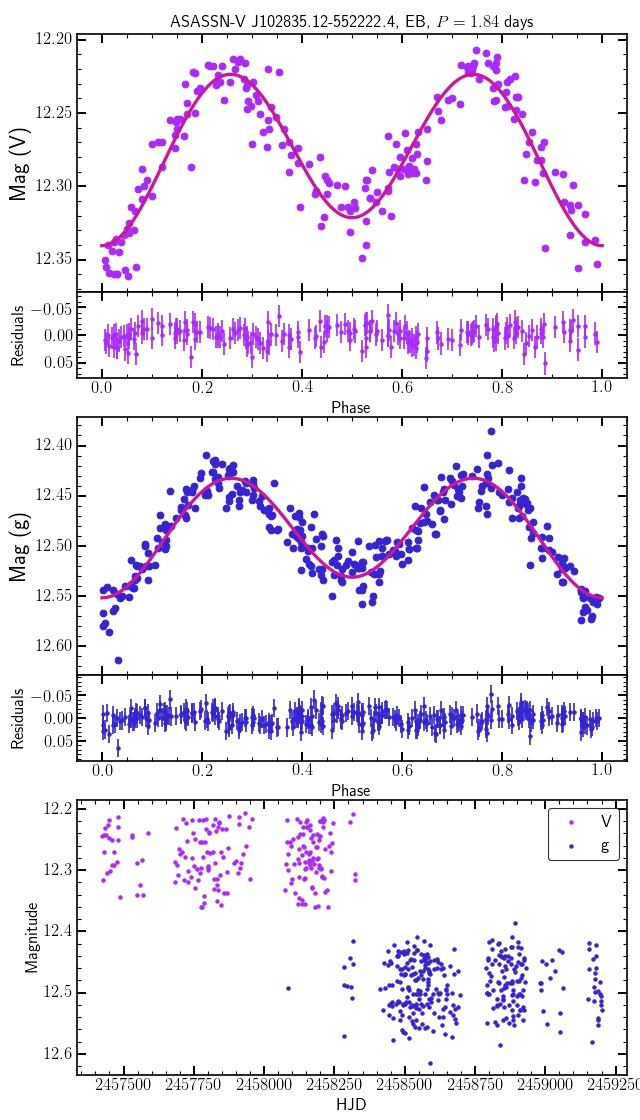 ASASSN-V J102835.12-552222.4, EB, P = 1.84 days
12.20
12.25
12.30
12.35
Mag (V)
−0.05
0.00
0.05
Residuals
0.0 0.2 0.4 0.6 0.8 1.0
Phase
12.40
12.45
12.50
12.55
12.60
Mag (g)
−0.05
0.00
0.05
Residuals
0.0 0.2 0.4 0.6 0.8 1.0
Phase
12.2
12.3
12.4
12.5
12.6
Magnitude
V
g
2457500 2457750 2458000 2458250 2458500 2458750 2459000 2459250
HJD